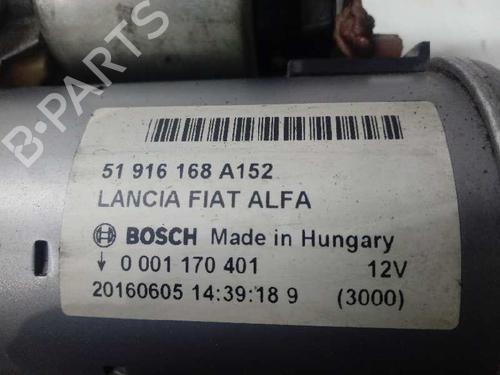 B-PARTS
51 916 168 A152
LANCIA FIAT ALFA
BOSCH Made in Hungary
0 001 170 401 12V
20160605 14:39:18 9 (3000)